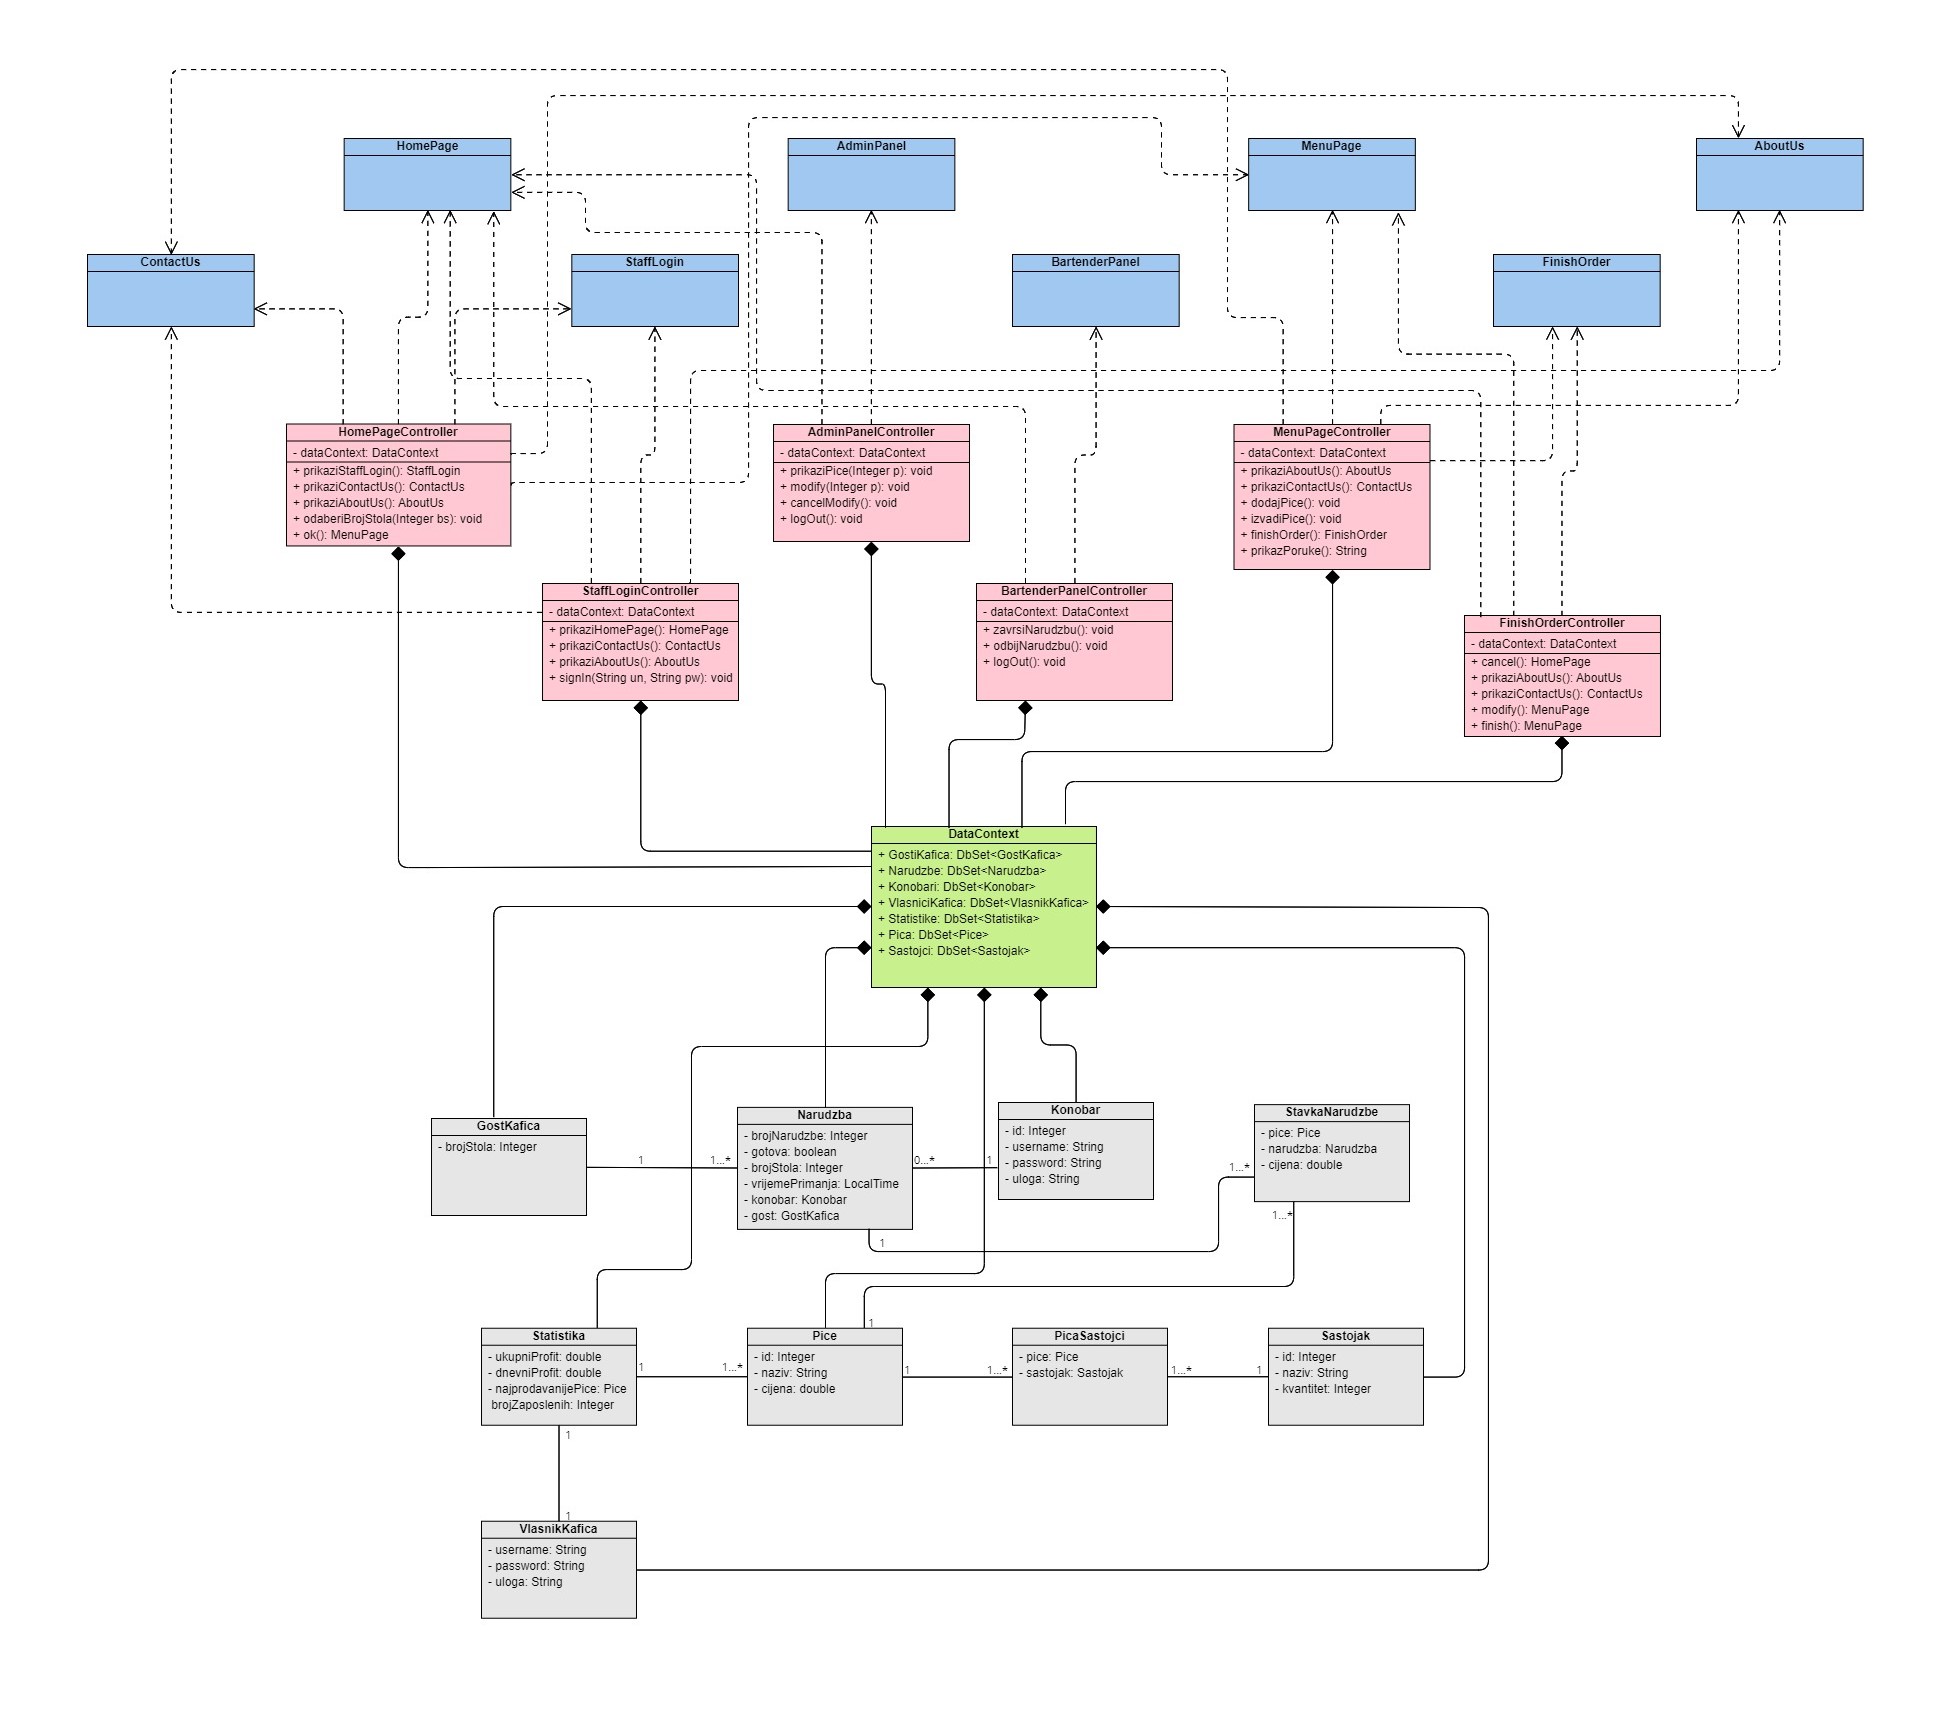 HomePage
AdminPanel
MenuPage
AboutUs
ContactUs
StaffLogin
BartenderPanel
FinishOrder
HomePageController
- dataContext: DataContext
+ prikaziStaffLogin(): StaffLogin
+ prikaziContactUs(): ContactUs
+ prikaziAboutUs(): AboutUs
+ odaberiBrojStola(Integer bs): void
+ ok(): MenuPage
AdminPanelController
- dataContext: DataContext
+ prikaziPice(Integer p): void
+ modify(Integer p): void
+ cancelModify(): void
+ logOut(): void
MenuPageController
- dataContext: DataContext
+ prikaziAboutUs(): AboutUs
+ prikaziContactUs(): ContactUs
+ dodajPice(): void
+ izvadiPice(): void
+ finishOrder(): FinishOrder
+ prikazPoruke(): String
StaffLoginController
- dataContext: DataContext
+ prikaziHomePage(): HomePage
+ prikaziContactUs(): ContactUs
+ prikaziAboutUs(): AboutUs
+ signIn(String un, String pw): void
BartenderPanelController
- dataContext: DataContext
+ zavrsiNarudzbu(): void
+ odbijNarudzbu(): void
+ logOut(): void
FinishOrderController
- dataContext: DataContext
+ cancel(): HomePage
+ prikaziAboutUs(): AboutUs
+ prikaziContactUs(): ContactUs
+ modify(): MenuPage
+ finish(): MenuPage
DataContext
+ GostiKafica: DbSet<GostKafica>
+ Narudzbe: DbSet<Narudzba>
+ Konobari: DbSet<Konobar>
+ VlasniciKafica: DbSet<VlasnikKafica>
+ Statistike: DbSet<Statistika>
+ Pica: DbSet<Pice>
+ Sastojci: DbSet<Sastojak>
GostKafica
- brojStola: Integer
1
1...*
Narudzba
- brojNarudzbe: Integer
- gotova: boolean
- brojStola: Integer
- vrijemePrimanja: LocalTime
- konobar: Konobar
- gost: GostKafica
0...*
1
Konobar
- id: Integer
- username: String
- password: String
- uloga: String
StavkaNarudzbe
- pice: Pice
- narudzba: Narudzba
- cijena: double
1...*
1...*
1
1
Statistika
- ukupniProfit: double
- dnevniProfit: double
- najprodavanijePice: Pice
brojZaposlenih: Integer
1
1...*
Pice
- id: Integer
- naziv: String
- cijena: double
1
1...*
PicaSastojci
- pice: Pice
- sastojak: Sastojak
1...*
1
Sastojak
- id: Integer
- naziv: String
- kvantitet: Integer
1
1
VlasnikKafica
- username: String
- password: String
- uloga: String